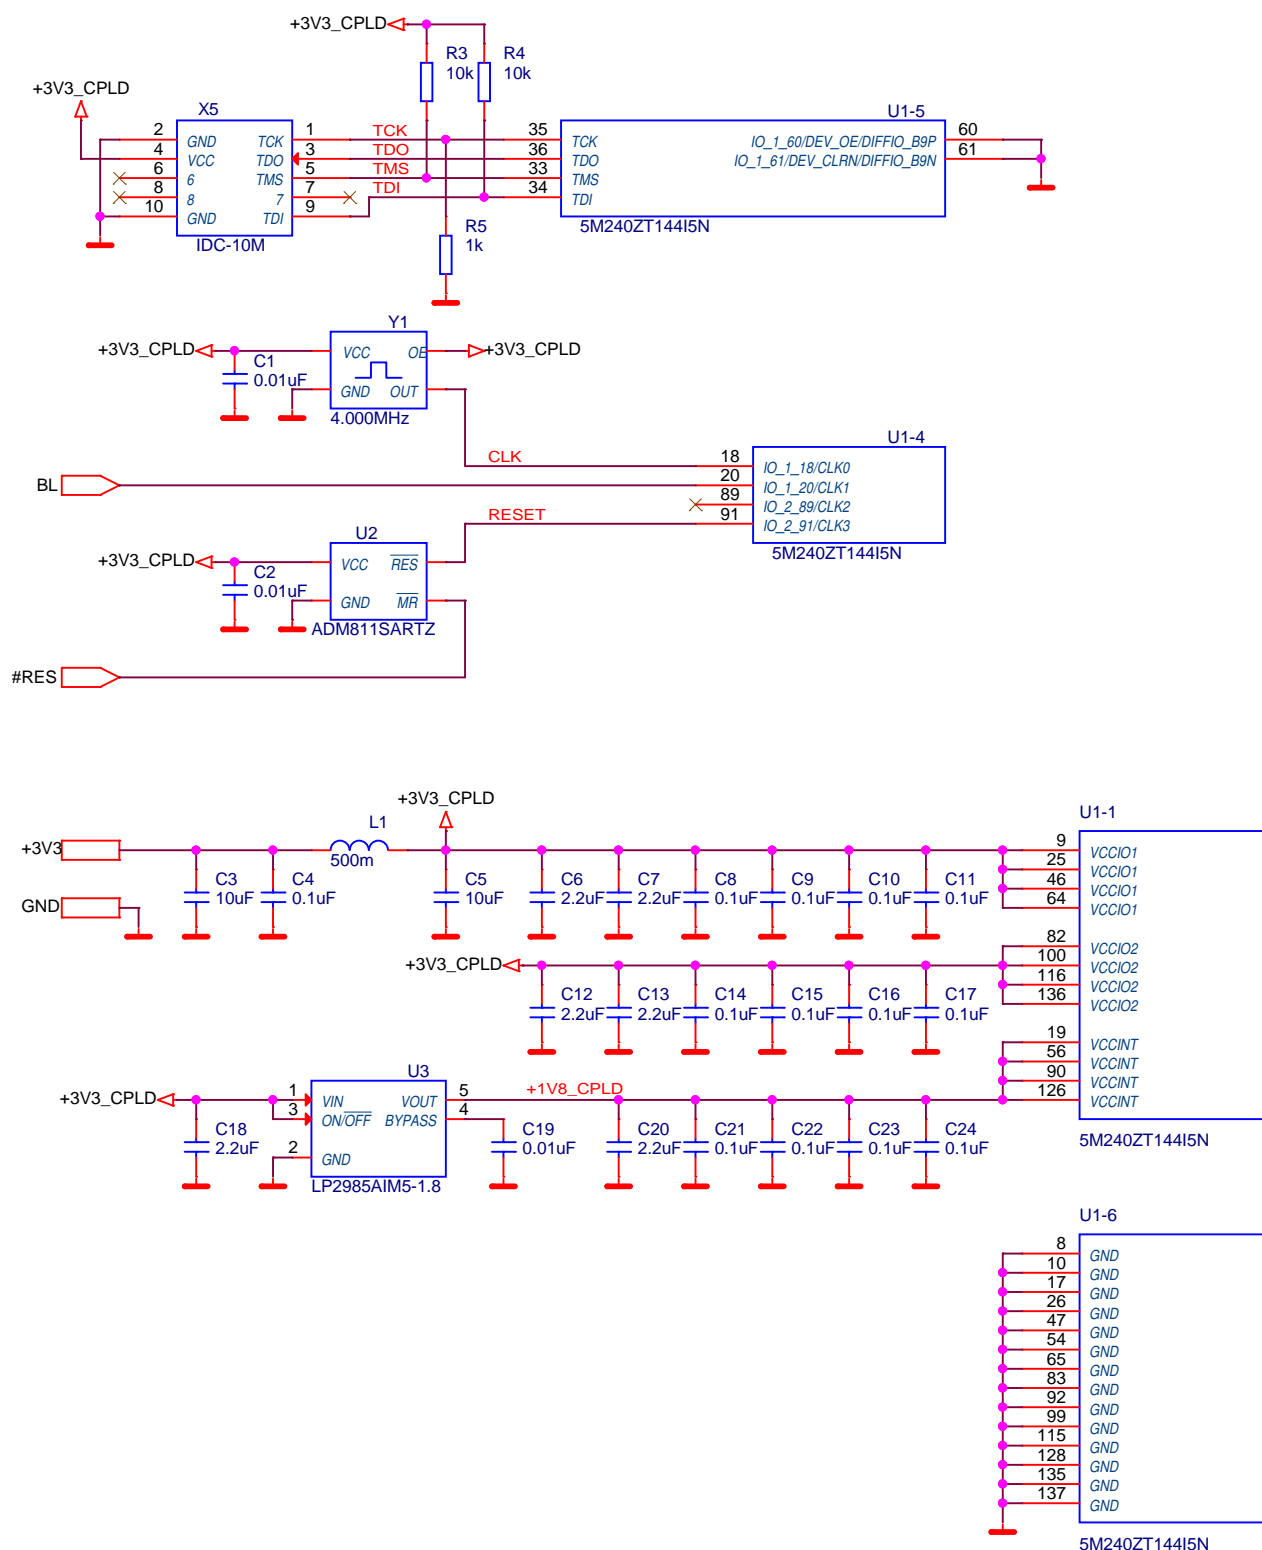 +3V3_CPLD
R3
10k
R4
10k
+3V3_CPLD
X5
2 GND TCK 1
4 VCC TDO 3
6 6 TMS 5
8 8 7 7
10 GND TDI 9
IDC-10M
TCK
TDO
TMS
TDI
U1-5
35 TCK IO_1_60/DEV_OE/DIFFIO_B9P 60
36 TDO IO_1_61/DEV_CLRN/DIFFIO_B9N 61
33 TMS
34 TDI
5M240ZT144I5N
R5
1k
Y1
+3V3_CPLD VCC OE +3V3_CPLD
C1
0.01uF
GND OUT
4.000MHz
U1-4
CLK 18 IO_1_18/CLK0
BL 20 IO_1_20/CLK1
89 IO_2_89/CLK2
RESET 91 IO_2_91/CLK3
5M240ZT144I5N
U2
+3V3_CPLD VCC RES
C2
0.01uF
GND MR
ADM811SARTZ
#RES
+3V3_CPLD
U1-1
L1
+3V3
500m
9 VCCIO1
25 VCCIO1
46 VCCIO1
64 VCCIO1
C3 C4 C5 C6 C7 C8 C9 C10 C11
10uF 0.1uF 10uF 2.2uF 2.2uF 0.1uF 0.1uF 0.1uF 0.1uF
GND
82 VCCIO2
+3V3_CPLD 100 VCCIO2
116 VCCIO2
136 VCCIO2
C12 C13 C14 C15 C16 C17
2.2uF 2.2uF 0.1uF 0.1uF 0.1uF 0.1uF
19 VCCINT
56 VCCINT
90 VCCINT
126 VCCINT
U3
+3V3_CPLD 1 VIN VOUT 5 +1V8_CPLD
3 ON/OFF BYPASS 4
2 GND
C18 C19 C20 C21 C22 C23 C24
2.2uF 0.01uF 2.2uF 0.1uF 0.1uF 0.1uF 0.1uF
LP2985AIM5-1.8
5M240ZT144I5N
U1-6
8 GND
10 GND
17 GND
26 GND
47 GND
54 GND
65 GND
83 GND
92 GND
99 GND
115 GND
128 GND
135 GND
137 GND
5M240ZT144I5N